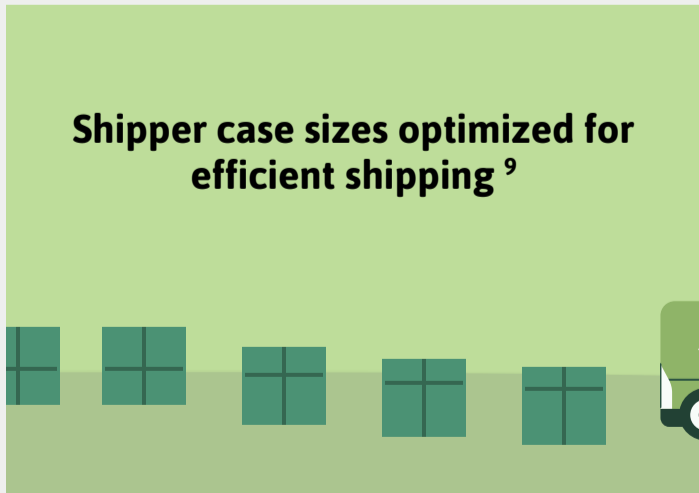 Shipper case sizes optimized for
efficient shipping ⁹